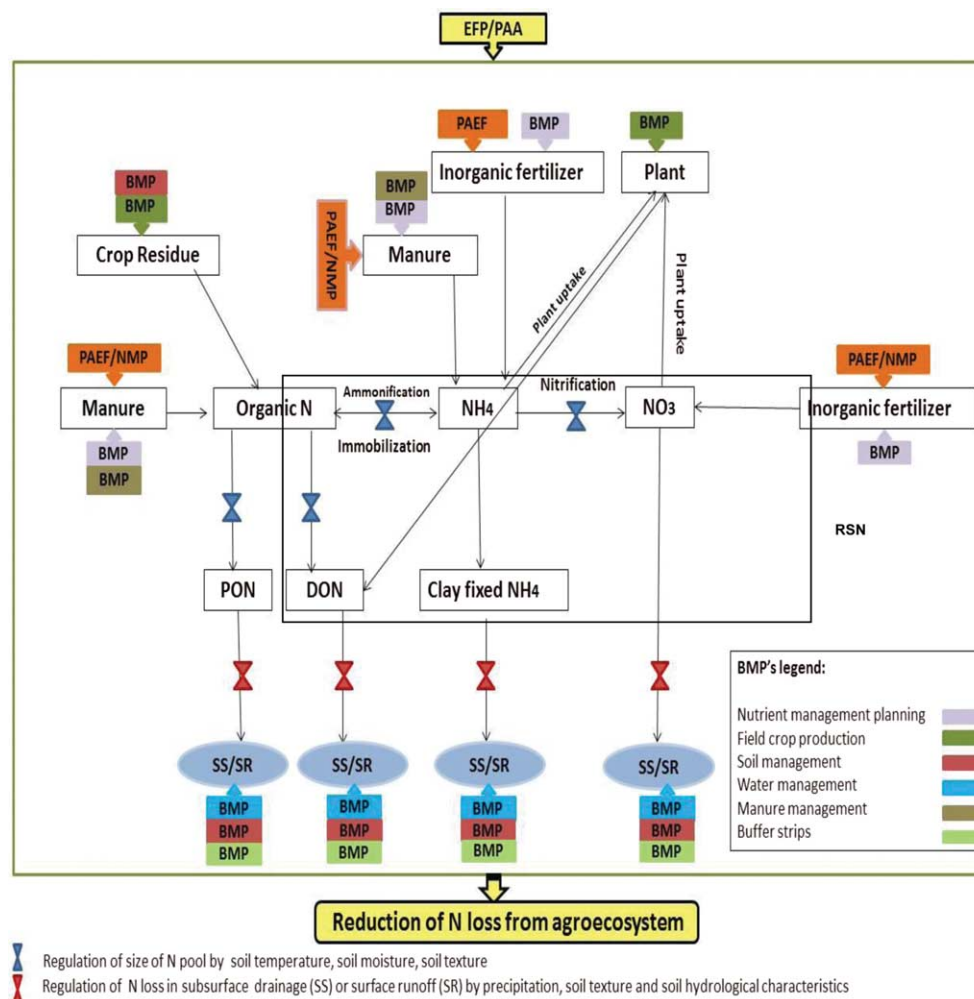 EFP/PAA
PAEF
BMP
BMP
Inorganic fertilizer
Plant
BMP
BMP
BMP
BMP
PAEF/NMP
Crop Residue
Manure
Plant uptake
Plant uptake
PAEF/NMP
PAEF/NMP
Manure
Organic N
Ammonification
Immobilization
NH4
Nitrification
NO3
Inorganic fertilizer
BMP
BMP
BMP
RSN
PON
DON
Clay fixed NH4
SS/SR
SS/SR
SS/SR
SS/SR
BMP
BMP
BMP
BMP
BMP
BMP
BMP
BMP
BMP
BMP
BMP
BMP
BMP's legend:
Nutrient management planning
Field crop production
Soil management
Water management
Manure management
Buffer strips
Reduction of N loss from agroecosystem
Regulation of size of N pool by soil temperature, soil moisture, soil texture
Regulation of N loss in subsurface drainage (SS) or surface runoff (SR) by precipitation, soil texture and soil hydrological characteristics